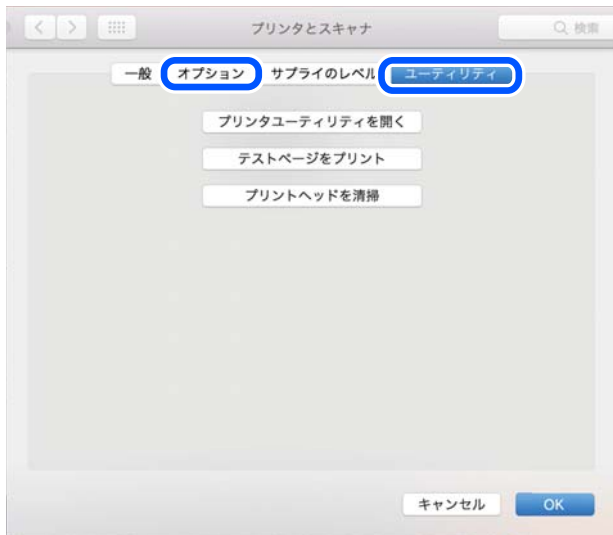 プリンタとスキャナ
検索
一般 オプション サプライのレベル ユーティリティ
プリンタユーティリティを開く
テストページをプリント
プリントヘッドを清掃
キャンセル OK